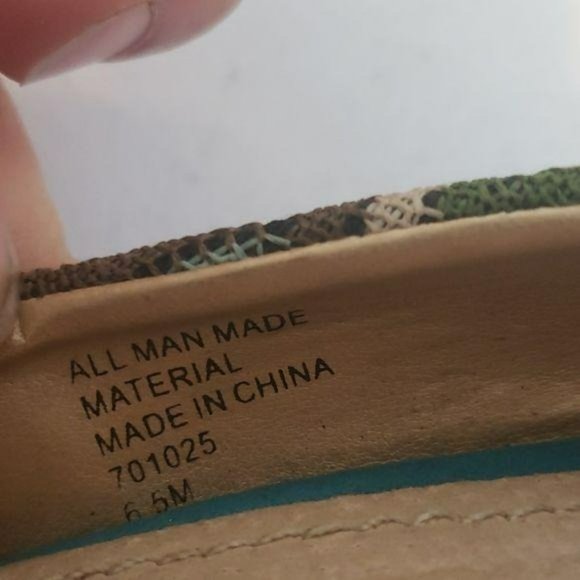 ALL MAN MADE
MATERIAL
MADE IN CHINA
701025
6.5M